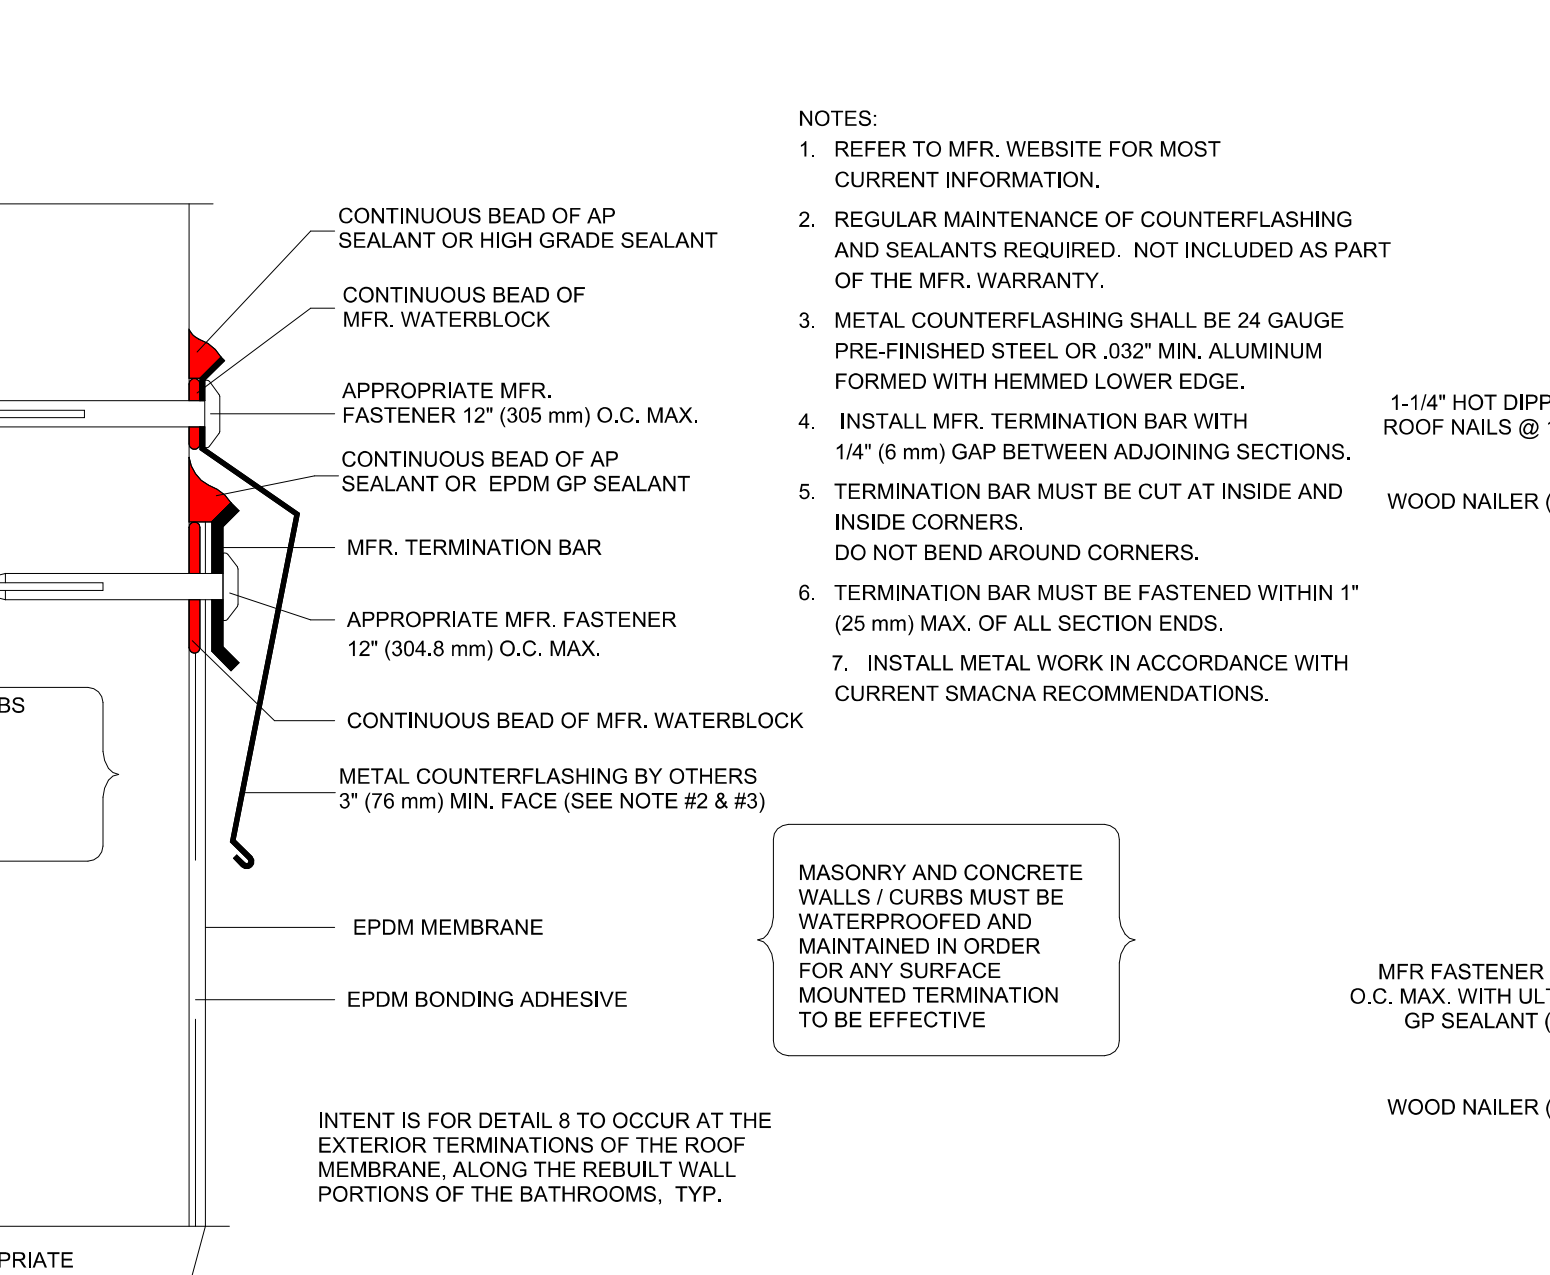 NOTES:
1. REFER TO MFR. WEBSITE FOR MOST
CURRENT INFORMATION.
2. REGULAR MAINTENANCE OF COUNTERFLASHING
AND SEALANTS REQUIRED. NOT INCLUDED AS PART
OF THE MFR. WARRANTY.
3. METAL COUNTERFLASHING SHALL BE 24 GAUGE
PRE-FINISHED STEEL OR .032" MIN. ALUMINUM
FORMED WITH HEMMED LOWER EDGE.
4. INSTALL MFR. TERMINATION BAR WITH
1/4" (6 mm) GAP BETWEEN ADJOINING SECTIONS.
5. TERMINATION BAR MUST BE CUT AT INSIDE AND
INSIDE CORNERS.
DO NOT BEND AROUND CORNERS.
6. TERMINATION BAR MUST BE FASTENED WITHIN 1"
(25 mm) MAX. OF ALL SECTION ENDS.
7. INSTALL METAL WORK IN ACCORDANCE WITH
CURRENT SMACNA RECOMMENDATIONS.
CONTINUOUS BEAD OF AP
SEALANT OR HIGH GRADE SEALANT
CONTINUOUS BEAD OF
MFR. WATERBLOCK
APPROPRIATE MFR.
FASTENER 12" (305 mm) O.C. MAX.
CONTINUOUS BEAD OF AP
SEALANT OR EPDM GP SEALANT
MFR. TERMINATION BAR
APPROPRIATE MFR. FASTENER
12" (304.8 mm) O.C. MAX.
CONTINUOUS BEAD OF MFR. WATERBLOCK
METAL COUNTERFLASHING BY OTHERS
3" (76 mm) MIN. FACE (SEE NOTE #2 & #3)
EPDM MEMBRANE
EPDM BONDING ADHESIVE
MASONRY AND CONCRETE
WALLS / CURBS MUST BE
WATERPROOFED AND
MAINTAINED IN ORDER
FOR ANY SURFACE
MOUNTED TERMINATION
TO BE EFFECTIVE
INTENT IS FOR DETAIL 8 TO OCCUR AT THE
EXTERIOR TERMINATIONS OF THE ROOF
MEMBRANE, ALONG THE REBUILT WALL
PORTIONS OF THE BATHROOMS, TYP.
BS
PRIATE
1-1/4" HOT DIPP
ROOF NAILS @
WOOD NAILER (
MFR FASTENER
O.C. MAX. WITH ULT
GP SEALANT (
WOOD NAILER (